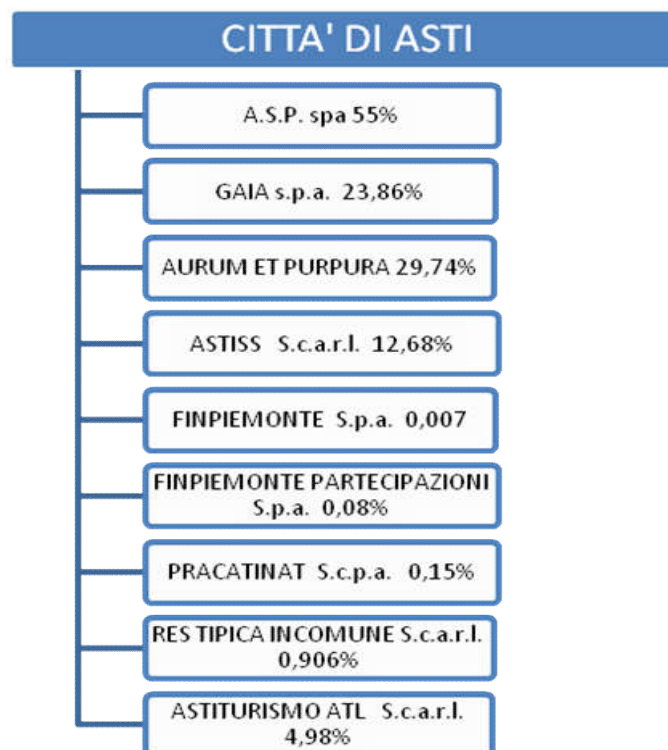 CITTA' DI ASTI
A.S.P. spa 55%
GAIA s.p.a. 23,86%
AURUM ET PURPURA 29,74%
ASTISS S.c.a.r.l. 12,68%
FINPIEMONTE S.p.a. 0,007
FINPIEMONTE PARTECIPAZIONI
S.p.a. 0,08%
PRACATINAT S.c.p.a. 0,15%
RES TIPICA INCOMUNE S.c.a.r.l.
0,906%
ASTITURISMO ATL S.c.a.r.l.
4,98%